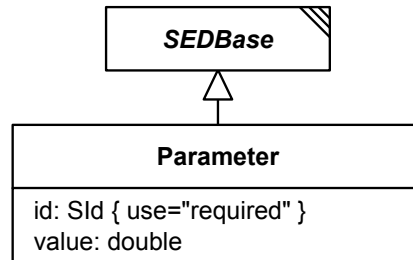 SEDBase
Parameter
id: SId { use="required" }
value: double